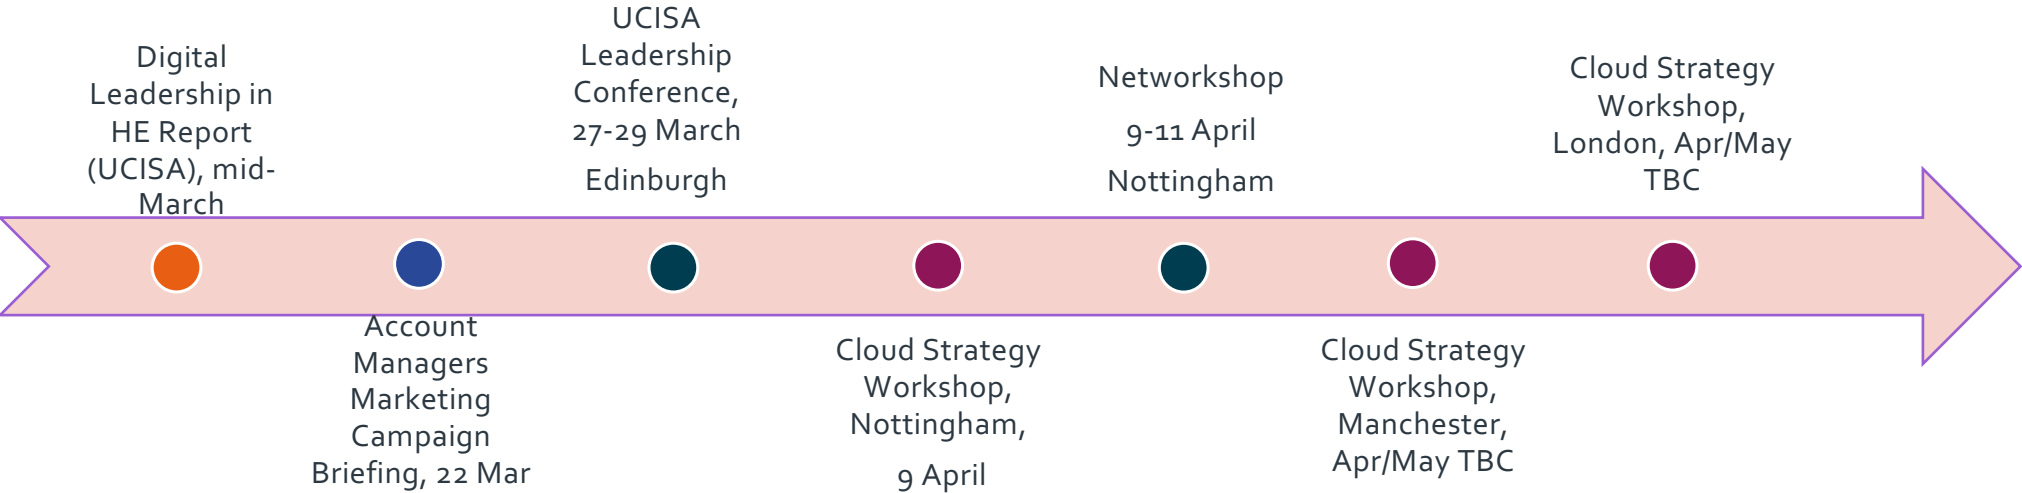 Digital
Leadership in
HE Report
(UCISA), mid-
March
Account
Managers
Marketing
Campaign
Briefing, 22 Mar
UCISA
Leadership
Conference,
27-29 March
Edinburgh
Cloud Strategy
Workshop,
Nottingham,
9 April
Networkshop
9-11 April
Nottingham
Cloud Strategy
Workshop,
Manchester,
Apr/May TBC
Cloud Strategy
Workshop,
London, Apr/May
TBC